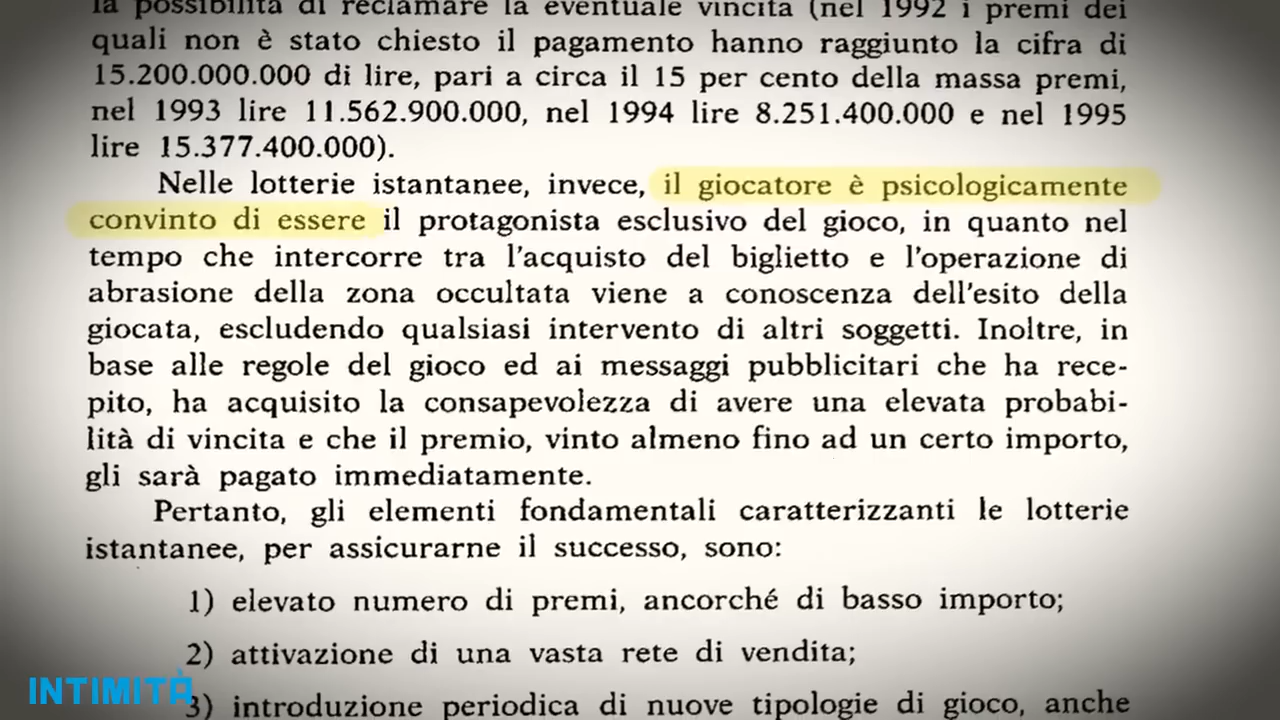 la possibilità di reclamare la eventuale vincita (nel 1992 i premi dei
quali non è stato chiesto il pagamento hanno raggiunto la cifra di
15.200.000.000 di lire, pari a circa il 15 per cento della massa premi,
nel 1993 lire 11.562.900.000, nel 1994 lire 8.251.400.000 e nel 1995
lire 15.377.400.000).
Nelle lotterie istantanee, invece, il giocatore è psicologicamente
convinto di essere il protagonista esclusivo del gioco, in quanto nel
tempo che intercorre tra l'acquisto del biglietto e l'operazione di
abrasione della zona occultata viene a conoscenza dell'esito della
giocata, escludendo qualsiasi intervento di altri soggetti. Inoltre, in
base alle regole del gioco ed ai messaggi pubblicitari che ha rece-
pito, ha acquisito la consapevolezza di avere una elevata probabi-
lità di vincita e che il premio, vinto almeno fino ad un certo importo,
gli sarà pagato immediatamente.
Pertanto, gli elementi fondamentali caratterizzanti le lotterie
istantanee, per assicurarne il successo, sono:
1) elevato numero di premi, ancorché di basso importo;
2) attivazione di una vasta rete di vendita;
3) introduzione periodica di nuove tipologie di gioco, anche
INTIMITÀ